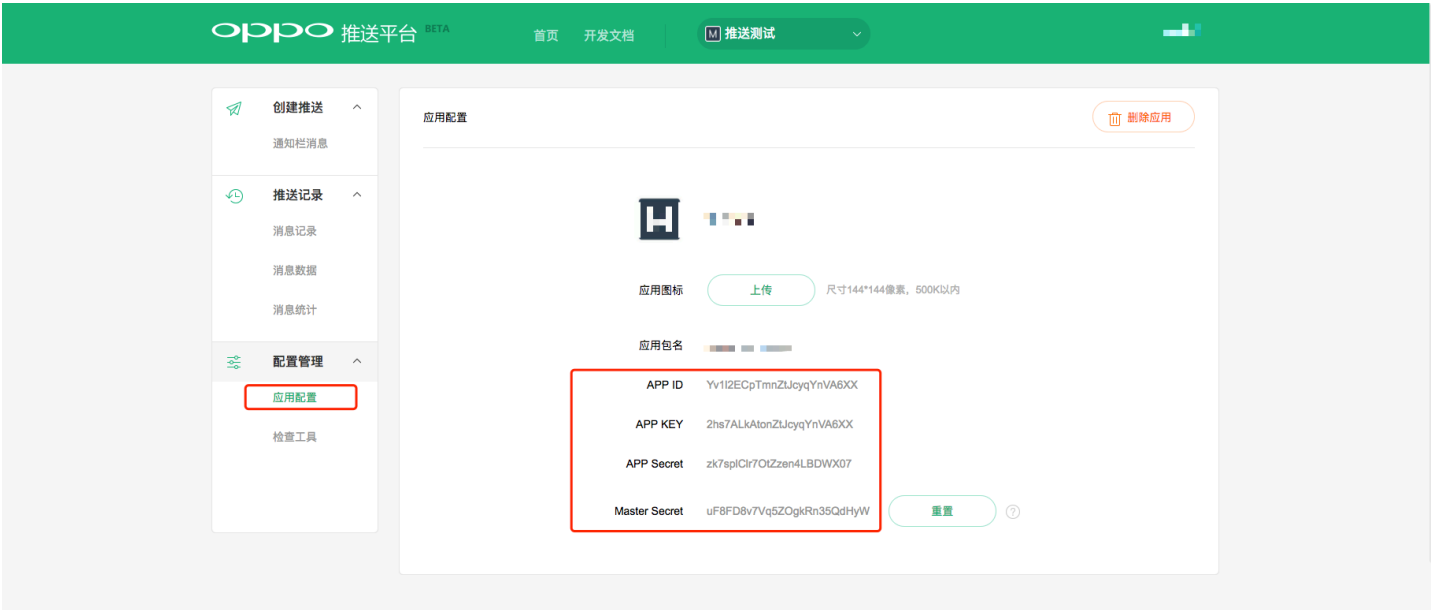 oppo 推送平台 BETA
首页 开发文档 M 推送测试
创建推送
通知栏消息
推送记录
消息记录
消息数据
消息统计
配置管理
应用配置
检查工具
应用配置
删除应用
应用图标 上传 尺寸144*144像素，500K以内
应用包名
APP ID Yv1I2ECpTmnZtJcyqYnVA6XX
APP KEY 2hs7ALkAtonZtJcyqYnVA6XX
APP Secret zk7splClr7OtZzen4LBDWX07
Master Secret uF8FD8v7Vq5ZOgkRn35QdHyW 重置 ?